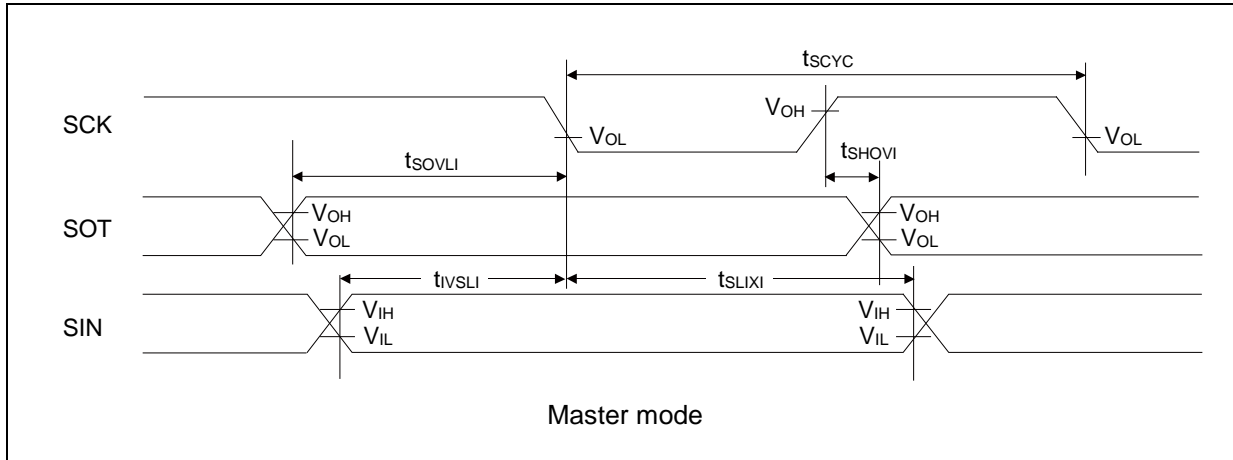 tSCYC
SCK
VOH
VOL
VOL
tSHOVI
tSOVLI
SOT
VOH
VOL
VOH
VOL
tIVSLI
tSLIXI
SIN
VIH
VIL
VIH
VIL
Master mode